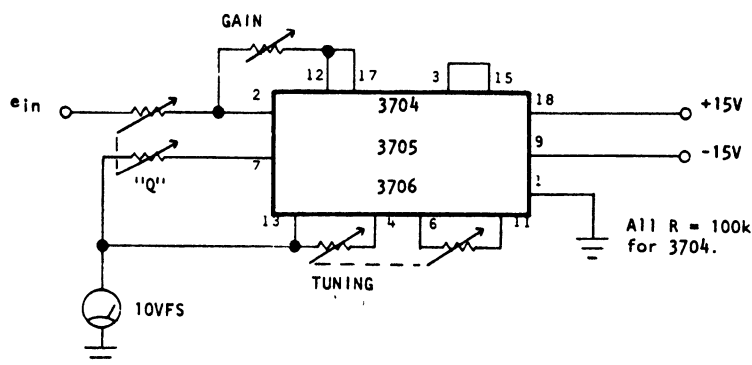 GAIN
12
17
3
15
ein
2
3704
18
+15V
3705
9
-15V
7
"Q"
3706
1
13
4
6
11
All R = 100k
for 3704.
TUNING
10VFS